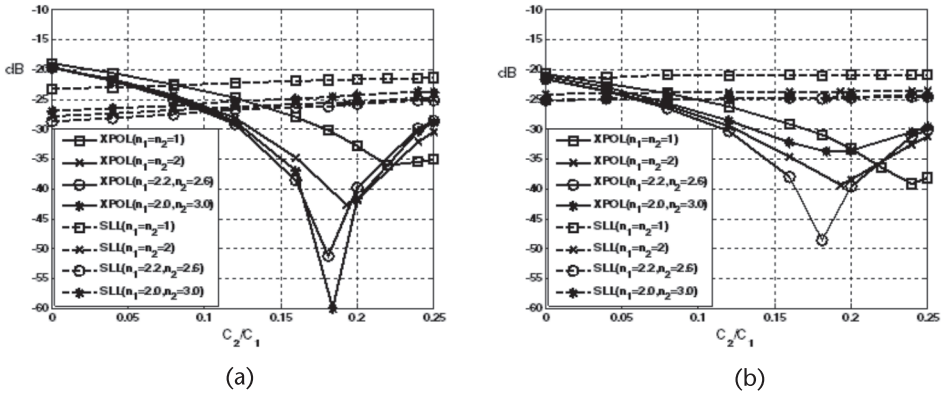 -10
-15
-20
dB
-25
-30
-35
-40
-45
-50
-55
-60
XPOL(n1=n2=1)
XPOL(n1=n2=2)
XPOL(n1=2.2,n2=2.6)
XPOL(n1=2.0,n2=3.0)
SLL(n1=n2=1)
SLL(n1=n2=2)
SLL(n1=2.2,n2=2.6)
SLL(n1=2.0,n2=3.0)
0 0.05 0.1 0.15 0.2 0.25
C2/C1
(a)
-10
-15
-20
dB
-25
-30
-35
-40
-45
-50
-55
-60
XPOL(n1=n2=1)
XPOL(n1=n2=2)
XPOL(n1=2.2,n2=2.6)
XPOL(n1=2.0,n2=3.0)
SLL(n1=n2=1)
SLL(n1=n2=2)
SLL(n1=2.2,n2=2.6)
SLL(n1=2.0,n2=3.0)
0 0.05 0.1 0.15 0.2 0.25
C2/C1
(b)